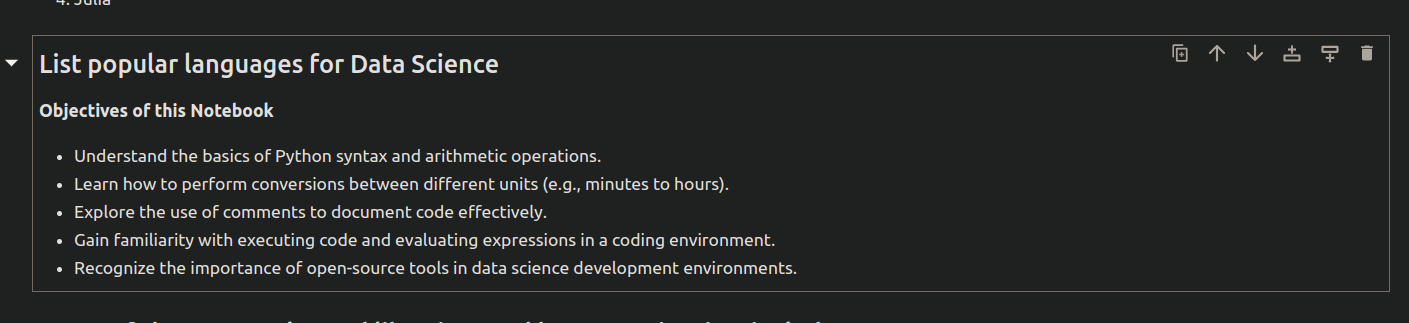 4. Julia
List popular languages for Data Science
Objectives of this Notebook
• Understand the basics of Python syntax and arithmetic operations.
• Learn how to perform conversions between different units (e.g., minutes to hours).
• Explore the use of comments to document code effectively.
• Gain familiarity with executing code and evaluating expressions in a coding environment.
• Recognize the importance of open-source tools in data science development environments.